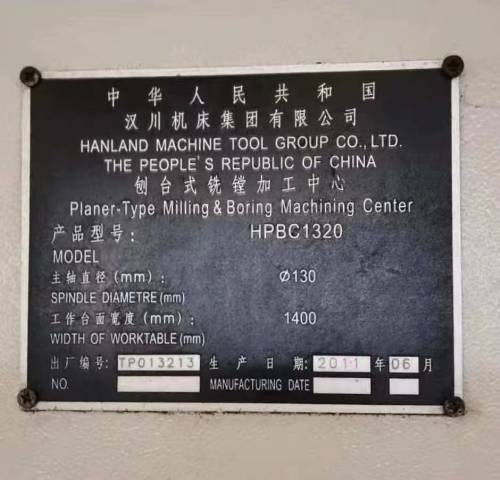 中华人民共和国
汉川机床集团有限公司
HANLAND MACHINE TOOL GROUP CO., LTD.
THE PEOPLE'S REPUBLIC OF CHINA
刨台式铣镗加工中心
Planer-Type Milling & Boring Machining Center
产品型号: HPBC1320
MODEL
主轴直径(mm): Ø130
SPINDLE DIAMETRE(mm)
工作台面宽度(mm): 1400
WIDTH OF WORKTABLE(mm)
出厂编号: TP013213 生产日期: 2011 年 06 月
NO. MANUFACTURING DATE